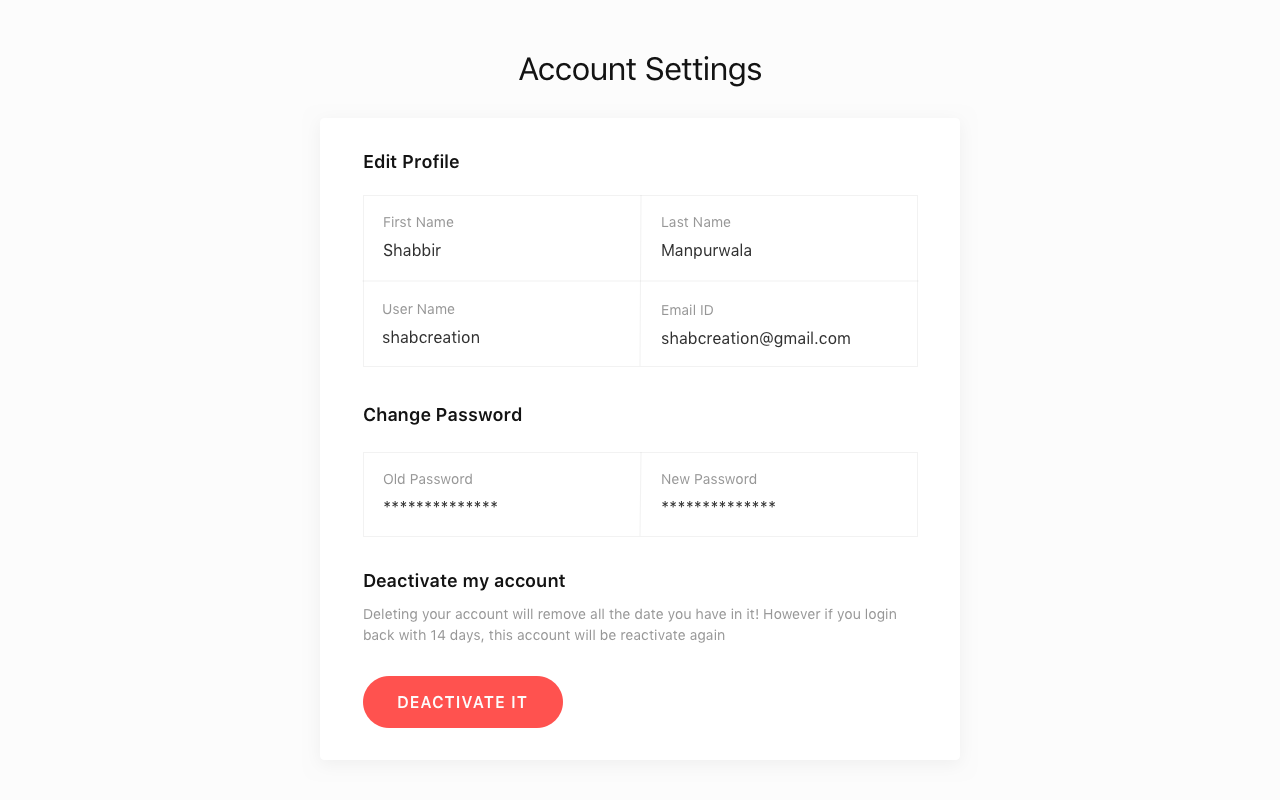 Account Settings
Edit Profile
First Name
Last Name
Shabbir
Manpurwala
User Name
Email ID
shabcreation
shabcreation@gmail.com
Change Password
Old Password
New Password
**************
**************
Deactivate my account
Deleting your account will remove all the date you have in it! However if you login
back with 14 days, this account will be reactivate again
DEACTIVATE IT